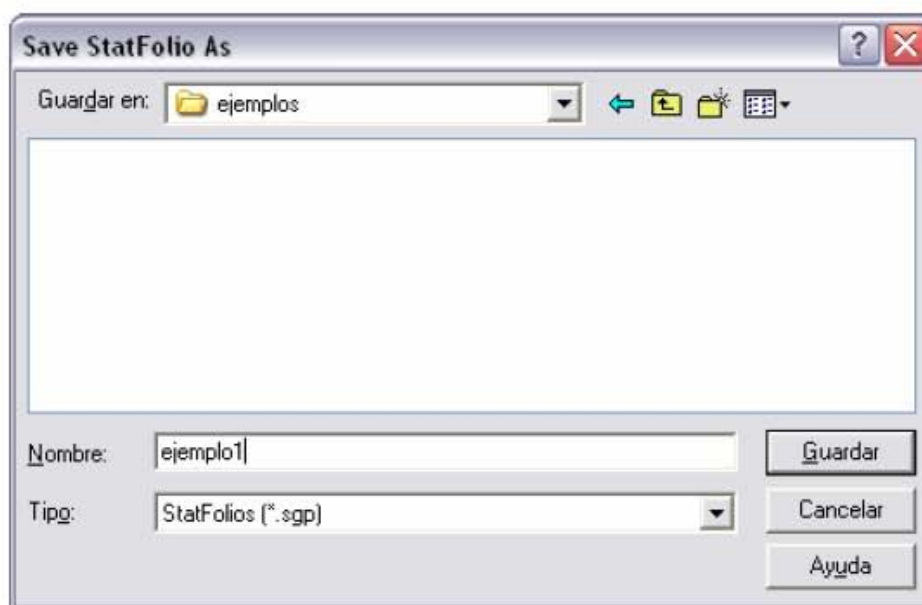 Save StatFolio As
Guardar en: ejemplos
Nombre: ejemplo1 Guardar
Tipo: StatFolios (*.sgp) Cancelar
Ayuda